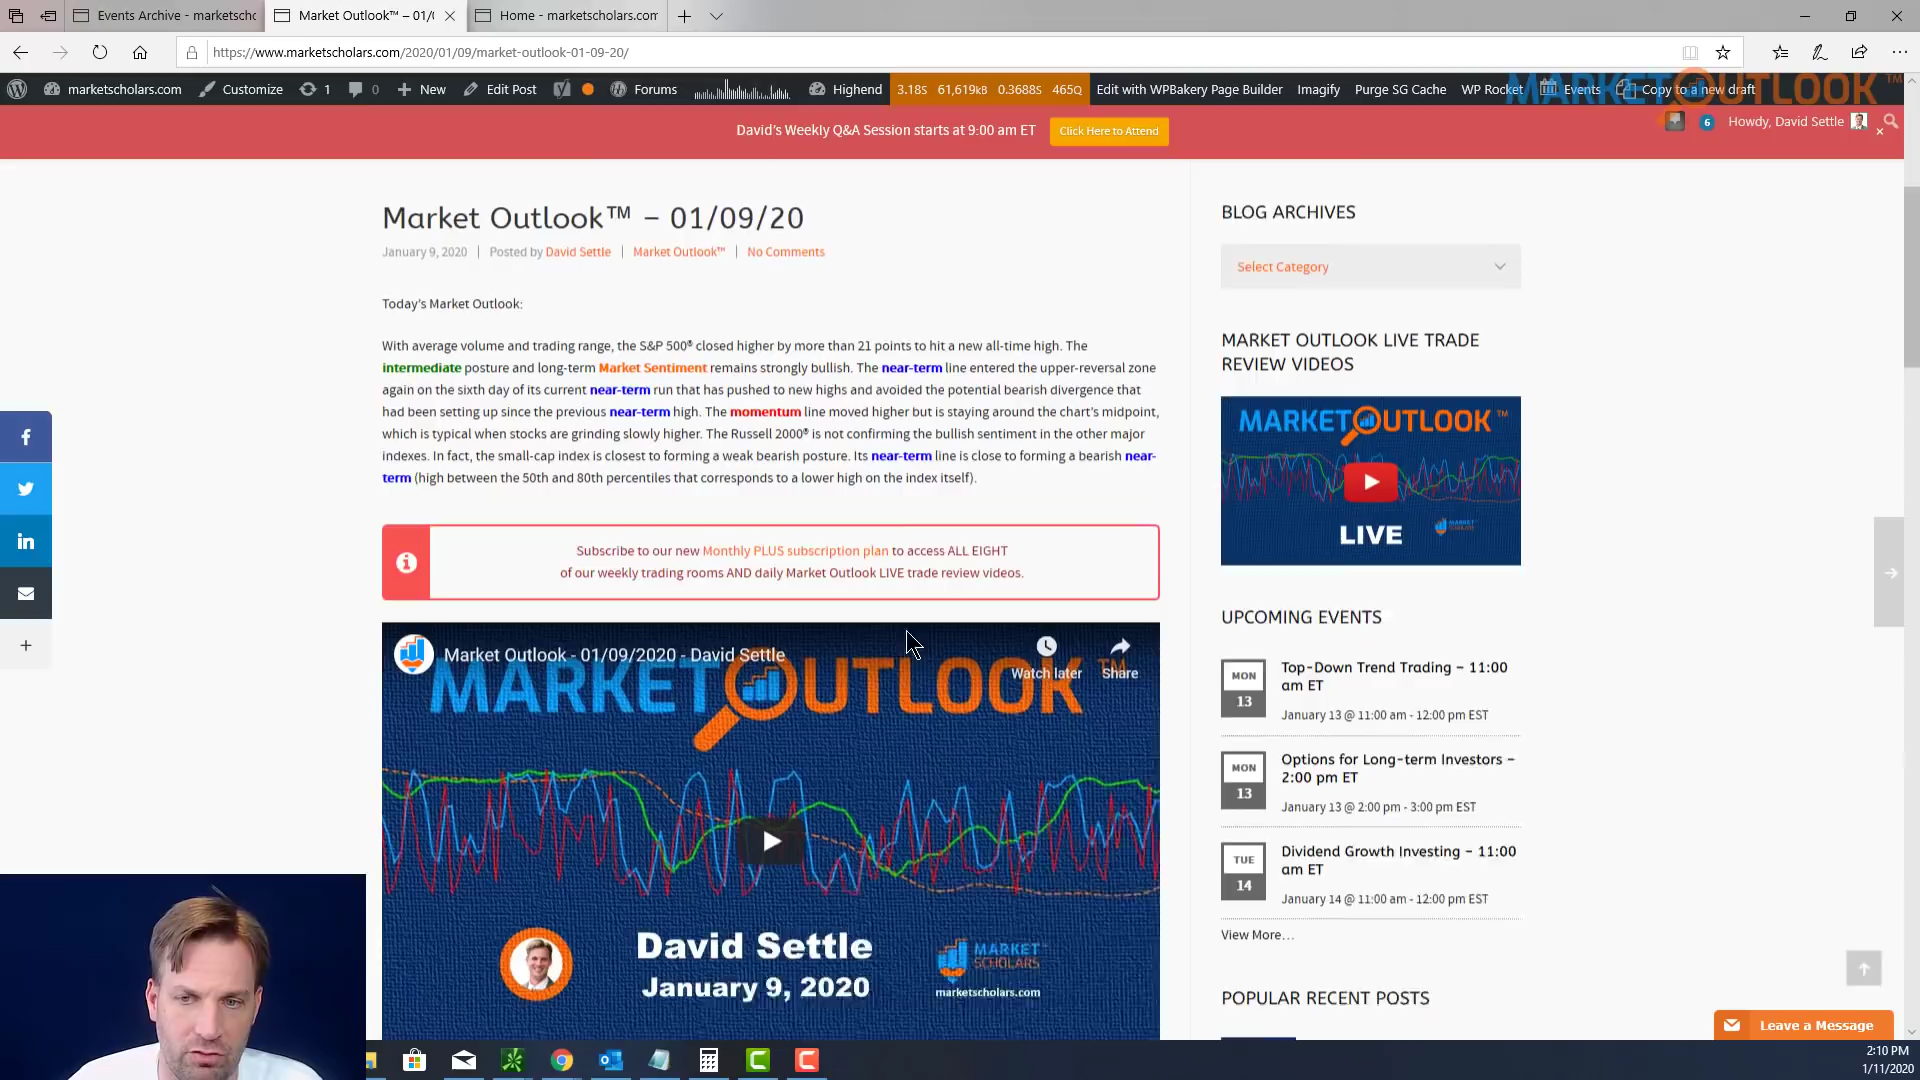 Events Archive - marketscho
Market Outlook™ – 01/0
Home - marketscholars.com
https://www.marketscholars.com/2020/01/09/market-outlook-01-09-20/
marketscholars.com
Customize
1
0
New
Edit Post
Forums
Highend
3.18S 61,619kB 0.3688S 465Q
Edit with WPBakery Page Builder
Imagify
Purge SG Cache
WP Rocket
Events
Copy to a new draft
MARKET OUTLOOK™
6
Howdy, David Settle
David’s Weekly Q&A Session starts at 9:00 am ET
Click Here to Attend
Market Outlook™ – 01/09/20
January 9, 2020 | Posted by David Settle | Market Outlook™ | No Comments
Today’s Market Outlook:
With average volume and trading range, the S&P 500® closed higher by more than 21 points to hit a new all-time high. The
intermediate posture and long-term Market Sentiment remains strongly bullish. The near-term line entered the upper-reversal zone
again on the sixth day of its current near-term run that has pushed to new highs and avoided the potential bearish divergence that
had been setting up since the previous near-term high. The momentum line moved higher but is staying around the chart’s midpoint,
which is typical when stocks are grinding slowly higher. The Russell 2000® is not confirming the bullish sentiment in the other major
indexes. In fact, the small-cap index is closest to forming a weak bearish posture. Its near-term line is close to forming a bearish near-
term (high between the 50th and 80th percentiles that corresponds to a lower high on the index itself).
Subscribe to our new Monthly PLUS subscription plan to access ALL EIGHT
of our weekly trading rooms AND daily Market Outlook LIVE trade review videos.
Market Outlook - 01/09/2020 - David Settle
Watch later
Share
MARKET OUTLOOK™
David Settle
January 9, 2020
MARKET
SCHOLARS
marketscholars.com
BLOG ARCHIVES
Select Category
MARKET OUTLOOK LIVE TRADE
REVIEW VIDEOS
MARKET OUTLOOK™
LIVE
MARKET
SCHOLARS
UPCOMING EVENTS
MON
13
Top-Down Trend Trading – 11:00
am ET
January 13 @ 11:00 am - 12:00 pm EST
MON
13
Options for Long-term Investors –
2:00 pm ET
January 13 @ 2:00 pm - 3:00 pm EST
TUE
14
Dividend Growth Investing – 11:00
am ET
January 14 @ 11:00 am - 12:00 pm EST
View More…
POPULAR RECENT POSTS
Leave a Message
2:10 PM
1/11/2020